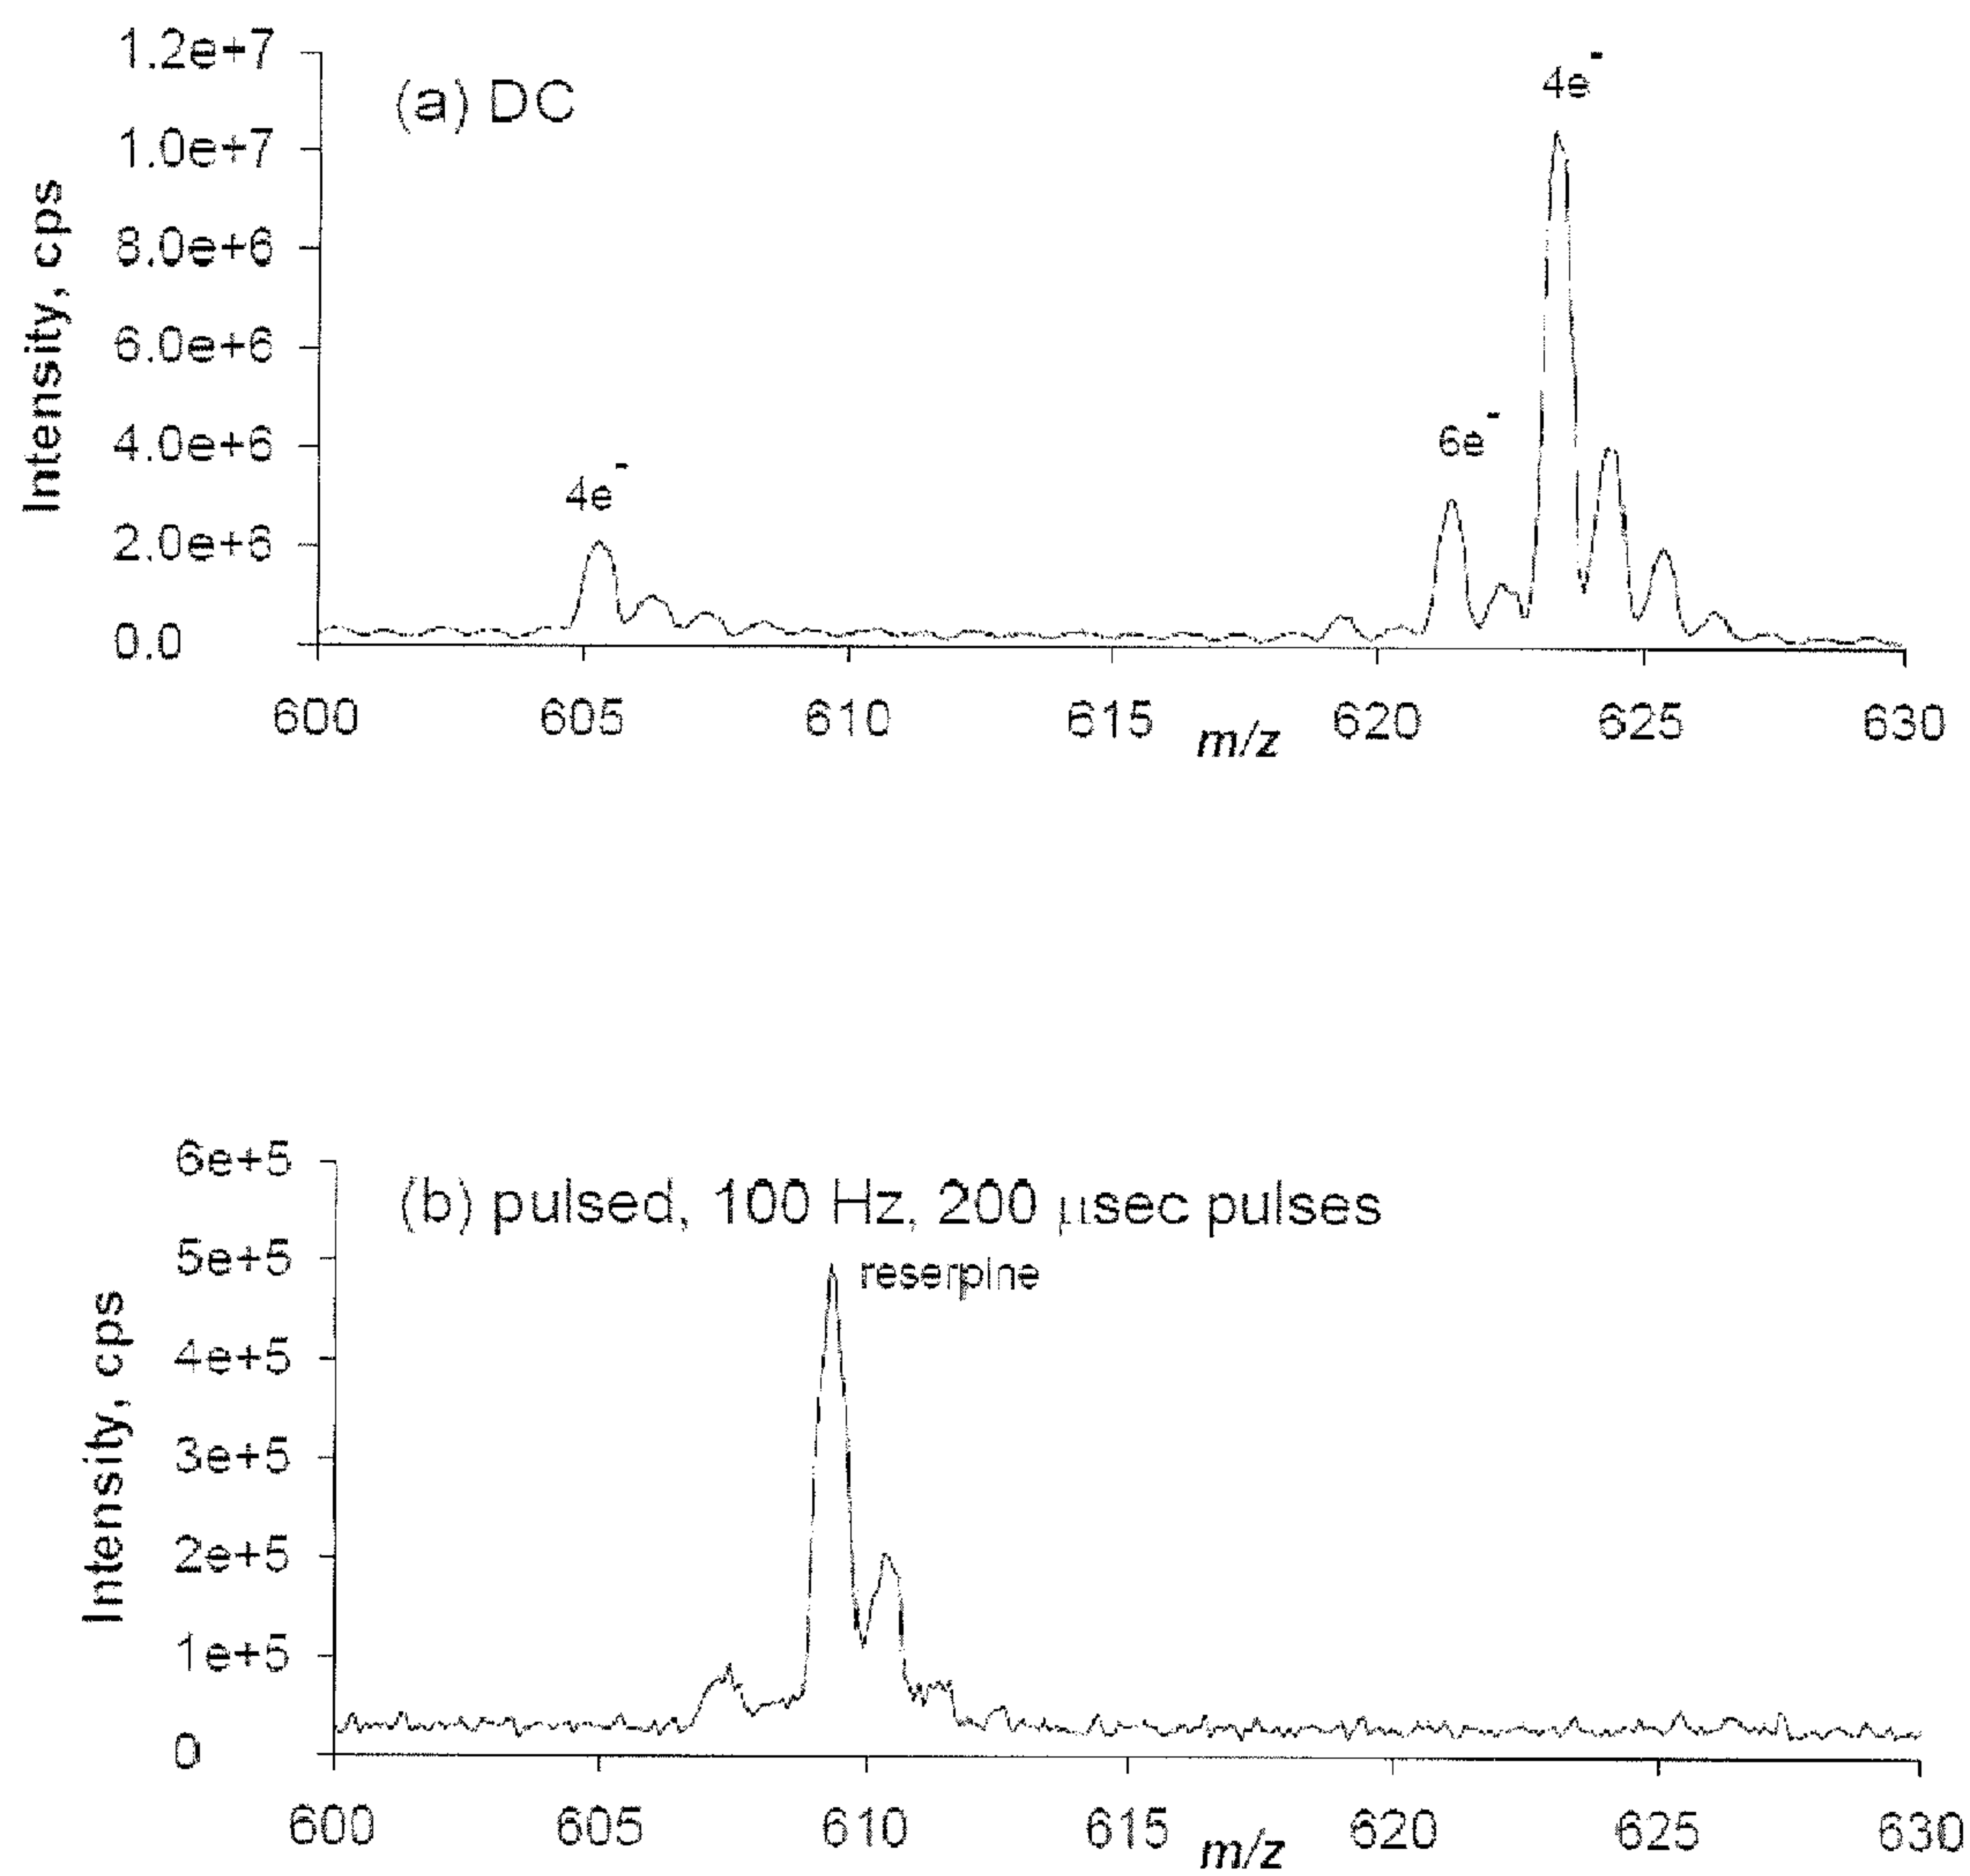 1.2e+7
(a) DC
4e-
1.0e+7
8.0e+6
6.0e+6
6e-
4.0e+6
4e-
2.0e+6
0.0
Intensity, cps
600 605 610 615 620 625 630
m/z
6e+5
(b) pulsed, 100 Hz, 200 μsec pulses
5e+5
reserpine
4e+5
3e+5
2e+5
1e+5
0
Intensity, cps
600 605 610 615 620 625 630
m/z